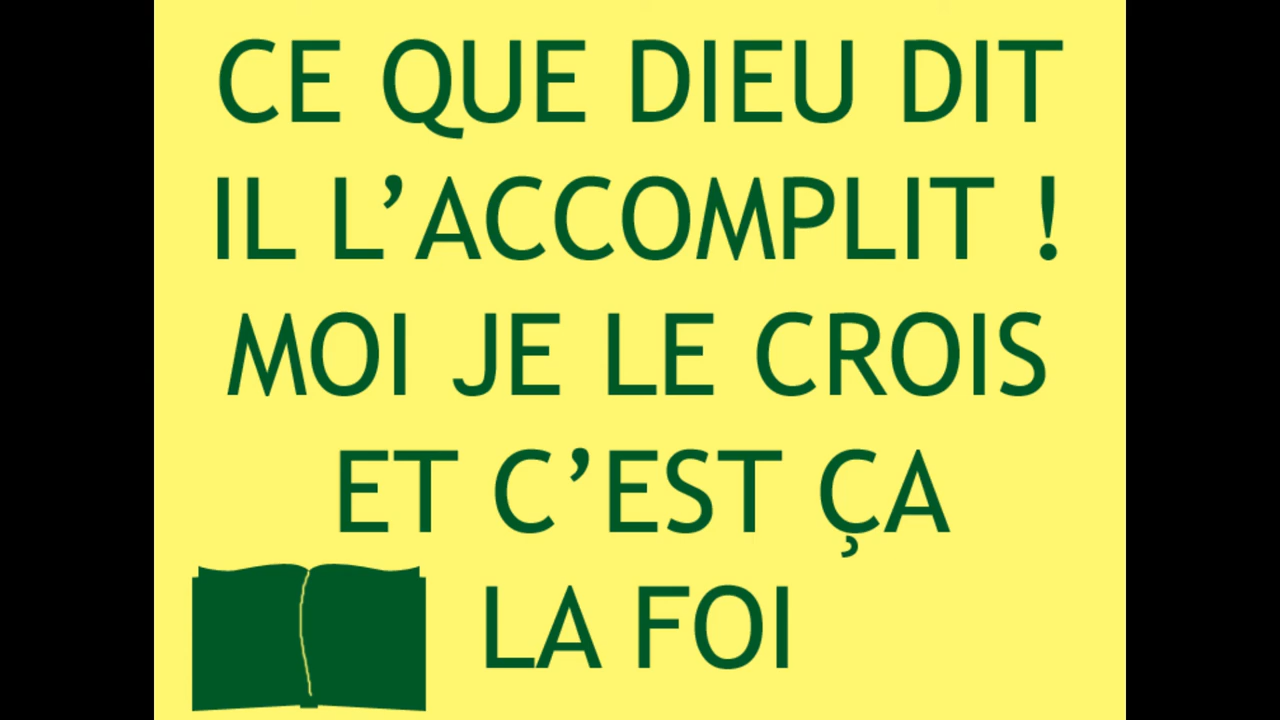 CE QUE DIEU DIT
IL L’ACCOMPLIT !
MOI JE LE CROIS
ET C’EST ÇA
LA FOI